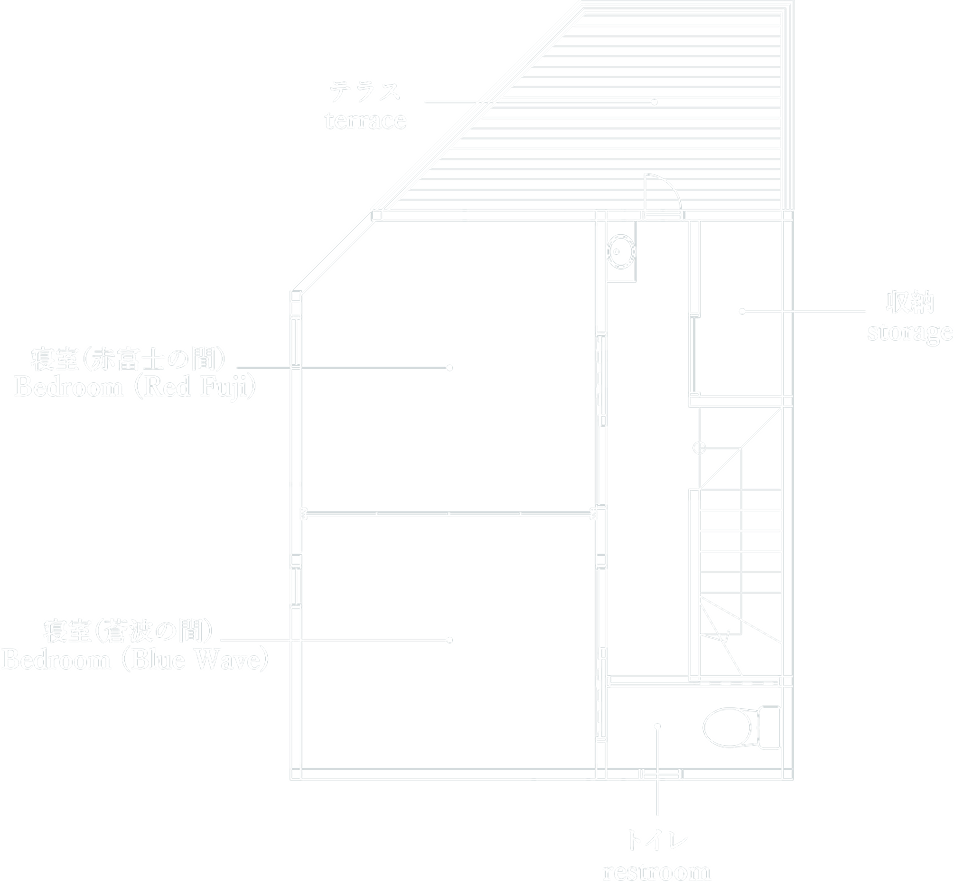 テラス
terrace
収納
storage
寝室(赤富士の間)
Bedroom (Red Fuji)
寝室(蒼波の間)
Bedroom (Blue Wave)
トイレ
restroom